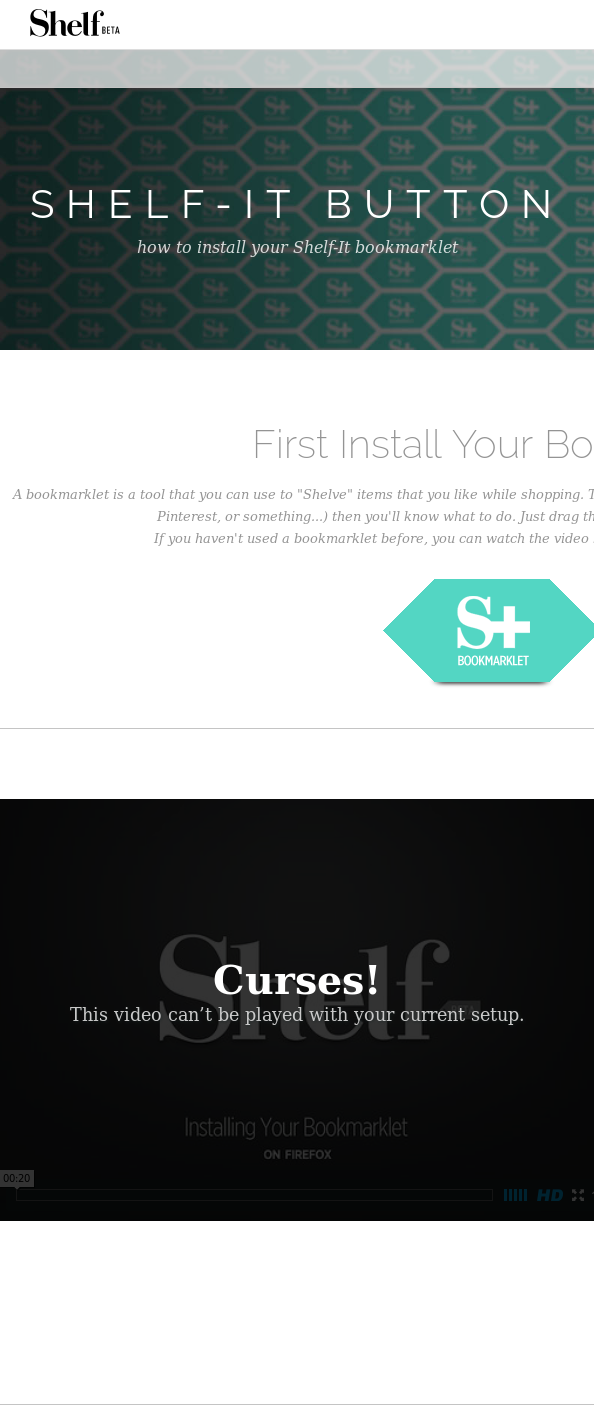 Shelf BETA
SHELF-IT BUTTON
how to install your Shelf-It bookmarklet
First Install Your Bo
A bookmarklet is a tool that you can use to "Shelve" items that you like while shopping. T
Pinterest, or something...) then you'll know what to do. Just drag th
If you haven't used a bookmarklet before, you can watch the video
S+
BOOKMARKLET
Shelf
Curses!
This video can’t be played with your current setup.
Installing Your Bookmarklet
ON FIREFOX
00:20
HD